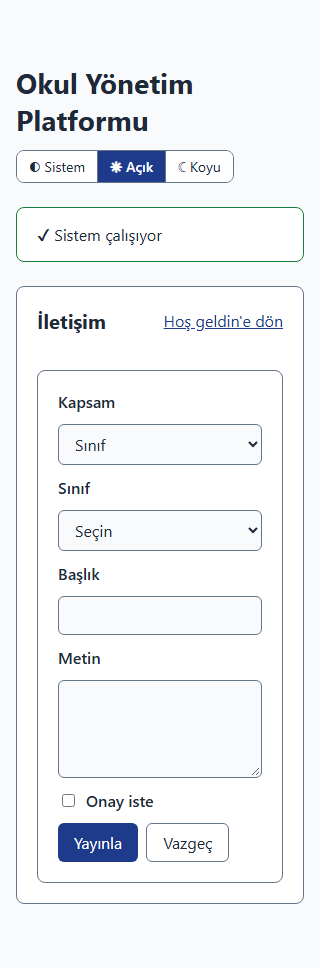 Okul Yönetim
Platformu
Sistem
Açık
Koyu
Sistem çalışıyor
İletişim
Hoş geldin'e dön
Kapsam
Sınıf
Sınıf
Seçin
Başlık
Metin
Onay iste
Yayınla
Vazgeç